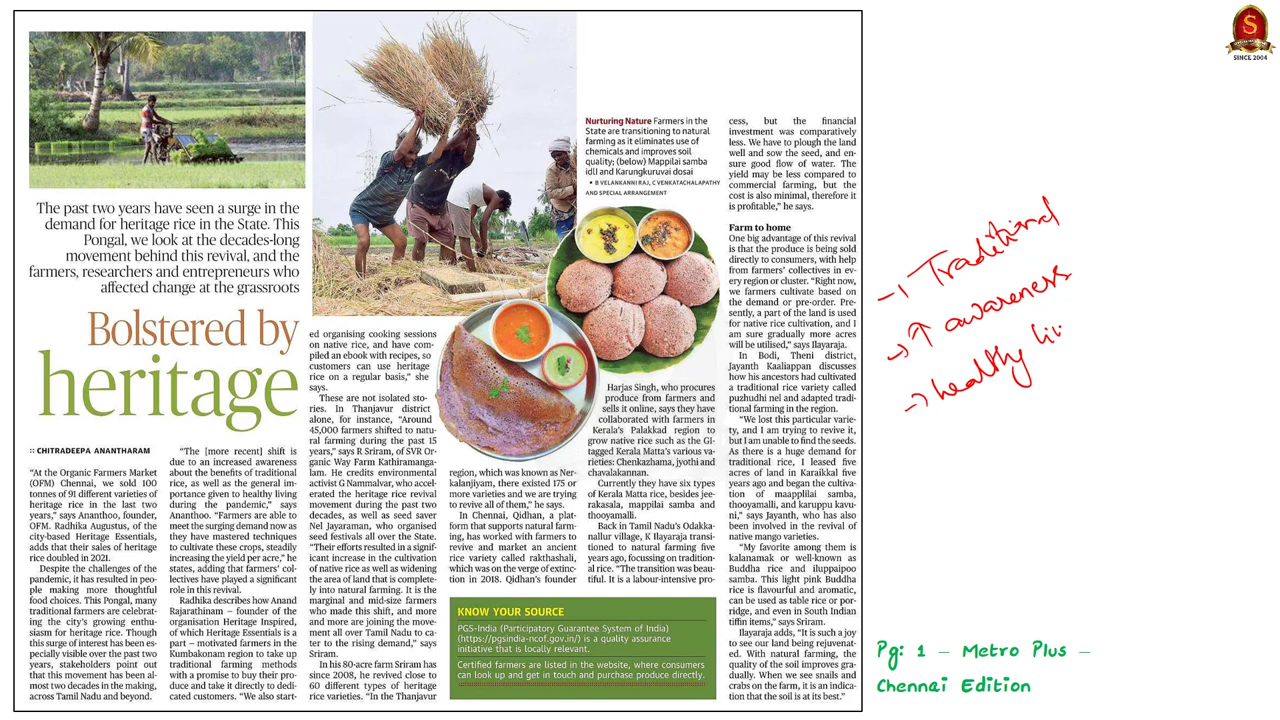 The past two years have seen a surge in the
demand for heritage rice in the State. This
Pongal, we look at the decades-long
movement behind this revival, and the
farmers, researchers and entrepreneurs who
affected change at the grassroots
Bolstered by
heritage
:: CHITRADEEPA ANANTHARAM
"At the Organic Farmers Market
(OFM) Chennai, we sold 100
tonnes of 91 different varieties of
heritage rice in the last two
years," says Ananthoo, founder,
OFM. Radhika Augustus, of the
city-based Heritage Essentials,
adds that their sales of heritage
rice doubled in 2021.
Despite the challenges of the
pandemic, it has resulted in peo-
ple making more thoughtful
food choices. This Pongal, many
traditional farmers are celebrat-
ing the city's growing enthu-
siasm for heritage rice. Though
this surge of interest has been es-
pecially visible over the past two
years, stakeholders point out
that this movement has been al-
most two decades in the making,
across Tamil Nadu and beyond.
"The [more recent] shift is
due to an increased awareness
about the benefits of traditional
rice, as well as the general im-
portance given to healthy living
during the pandemic," says
Ananthoo. "Farmers are able to
meet the surging demand now as
they have mastered techniques
to cultivate these crops, steadily
increasing the yield per acre," he
states, adding that farmers' col-
lectives have played a significant
role in this revival.
Radhika describes how Anand
Rajarathinam – founder of the
organisation Heritage Inspired,
of which Heritage Essentials is a
part – motivated farmers in the
Kumbakonam region to take up
traditional farming methods
with a promise to buy their pro-
duce and take it directly to dedi-
cated customers. "We also start-
ed organising cooking sessions
on native rice, and have com-
piled an ebook with recipes, so
customers can use heritage
rice on a regular basis," she
says.
These are not isolated sto-
ries. In Thanjavur district
alone, for instance, "Around
45,000 farmers shifted to natu-
ral farming during the past 15
years," says R Sriram, of SVR Or-
ganic Way Farm Kathiramanga-
lam. He credits environmental
activist G Nammalvar, who accel-
erated the heritage rice revival
movement during the past two
decades, as well as seed saver
Nel Jayaraman, who organised
seed festivals all over the State.
"Their efforts resulted in a signif-
icant increase in the cultivation
of native rice as well as widening
the area of land that is complete-
ly into natural farming. It is the
marginal and mid-size farmers
who made this shift, and more
and more are joining the move-
ment all over Tamil Nadu to ca-
ter to the rising demand," says
Sriram.
In his 80-acre farm Sriram has
since 2008, he revived close to
60 different types of heritage
rice varieties. "In the Thanjavur
region, which was known as Ner-
kalanjiyam, there existed 175 or
more varieties and we are trying
to revive all of them," he says.
In Chennai, Qidhan, a plat-
form that supports natural farm-
ing, has worked with farmers to
revive and market an ancient
rice variety called rakthashali,
which was on the verge of extinc-
tion in 2018. Qidhan's founder
Nurturing Nature Farmers in the
State are transitioning to natural
farming as it eliminates use of
chemicals and improves soil
quality; (below) Mappilai samba
idli and Karungkuruvai dosai
• B VELANKANNI RAJ, C VENKATACHALAPATHY
AND SPECIAL ARRANGEMENT
Harjas Singh, who procures
produce from farmers and
sells it online, says they have
collaborated with farmers in
Kerala's Palakkad region to
grow native rice such as the GI-
tagged Kerala Matta's various va-
rieties: Chenkazhama, jyothi and
chavalakannan.
Currently they have six types
of Kerala Matta rice, besides jee-
rakasala, mappilai samba and
thooyamalli.
Back in Tamil Nadu's Odakka-
nallur village, K Ilayaraja transi-
tioned to natural farming five
years ago, focussing on tradition-
al rice. "The transition was beau-
tiful. It is a labour-intensive pro-
cess, but the financial
investment was comparatively
less. We have to plough the land
well and sow the seed, and en-
sure good flow of water. The
yield may be less compared to
commercial farming, but the
cost is also minimal, therefore it
is profitable," he says.
Farm to home
One big advantage of this revival
is that the produce is being sold
directly to consumers, with help
from farmers' collectives in ev-
ery region or cluster. "Right now,
we farmers cultivate based on
the demand or pre-order. Pre-
sently, a part of the land is used
for native rice cultivation, and I
am sure gradually more acres
will be utilised," says Ilayaraja.
In Bodi, Theni district,
Jayanth Kaaliappan discusses
how his ancestors had cultivated
a traditional rice variety called
puzhudhi nel and adapted tradi-
tional farming in the region.
"We lost this particular varie-
ty, and I am trying to revive it,
but I am unable to find the seeds.
As there is a huge demand for
traditional rice, I leased five
acres of land in Karaikkal five
years ago and began the cultiva-
tion of maapplilai samba,
thooyamalli, and karuppu kavu-
ni," says Jayanth, who has also
been involved in the revival of
native mango varieties.
"My favorite among them is
kalanamak or well-known as
Buddha rice and iluppaipoo
samba. This light pink Buddha
rice is flavourful and aromatic,
can be used as table rice or por-
ridge, and even in South Indian
tiffin items," says Sriram.
Ilayaraja adds, "It is such a joy
to see our land being rejuvenat-
ed. With natural farming, the
quality of the soil improves gra-
dually. When we see snails and
crabs on the farm, it is an indica-
tion that the soil is at its best."
KNOW YOUR SOURCE
PGS-India (Participatory Guarantee System of India)
(https://pgsindia-ncof.gov.in/) is a quality assurance
initiative that is locally relevant.
Certified farmers are listed in the website, where consumers
can look up and get in touch and purchase produce directly.
→ Traditional
→ ↑ awareness
→ healthy li
Pg: 1 – Metro Plus –
Chennai Edition
S
SINCE 2004